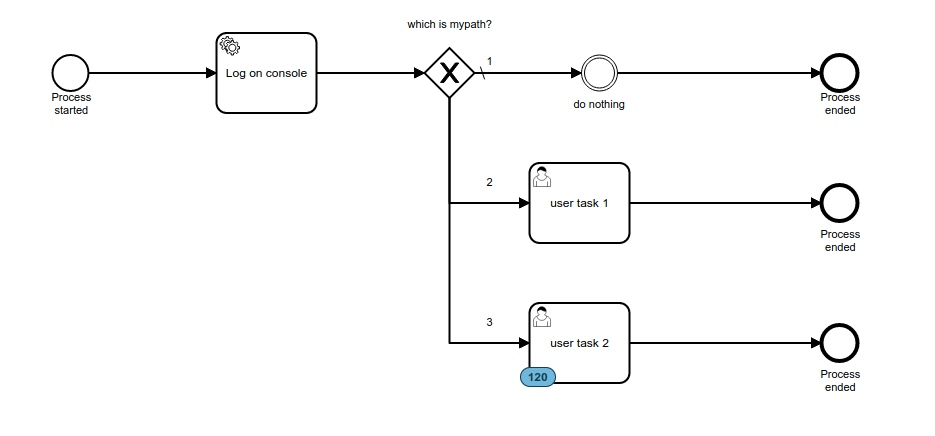 which is mypath?
Log on console
1
Process
started
do nothing
Process
ended
2
user task 1
Process
ended
3
user task 2
120
Process
ended